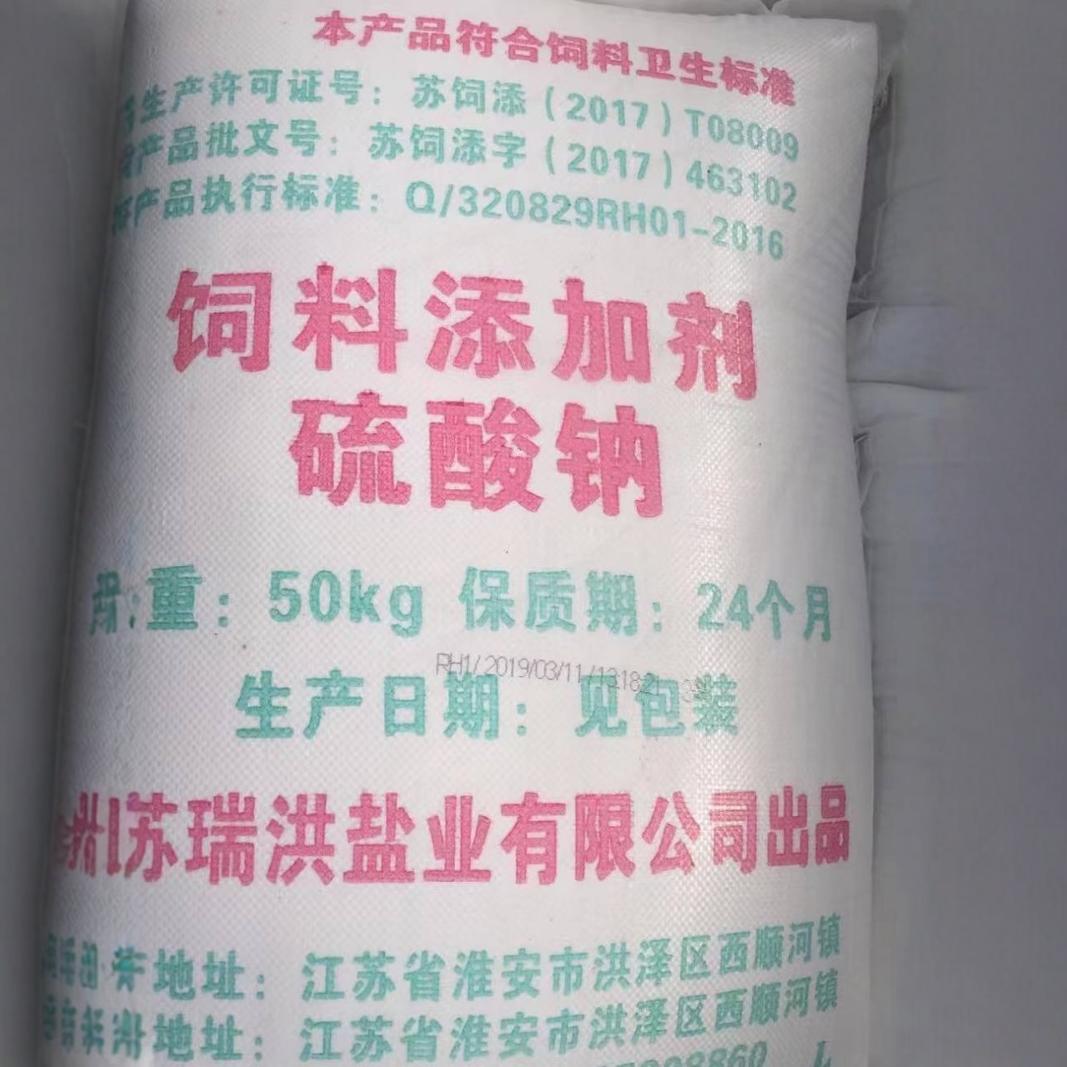 本产品符合饲料卫生标准
生产许可证号：苏饲添（2017）T08009
产品批文号：苏饲添字（2017）463102
产品执行标准：Q/320829RH01-2016
饲料添加剂
硫酸钠
重：50kg 保质期：24个月
RH1/2019/03/11/13:18:21
生产日期：见包装
苏瑞洪盐业有限公司出品
地址：江苏省淮安市洪泽区西顺河镇
地址：江苏省淮安市洪泽区西顺河镇